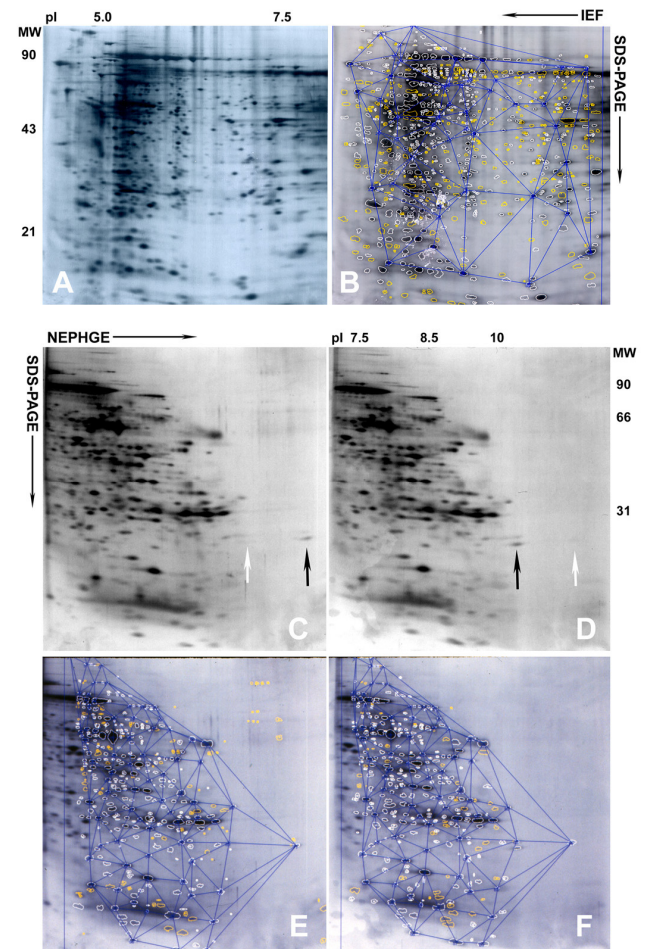 pI 5.0 7.5 IEF
MW
90
43
21
SDS-PAGE
A B
NEPHGE pI 7.5 8.5 10
SDS-PAGE
MW
90
66
31
C D
E F